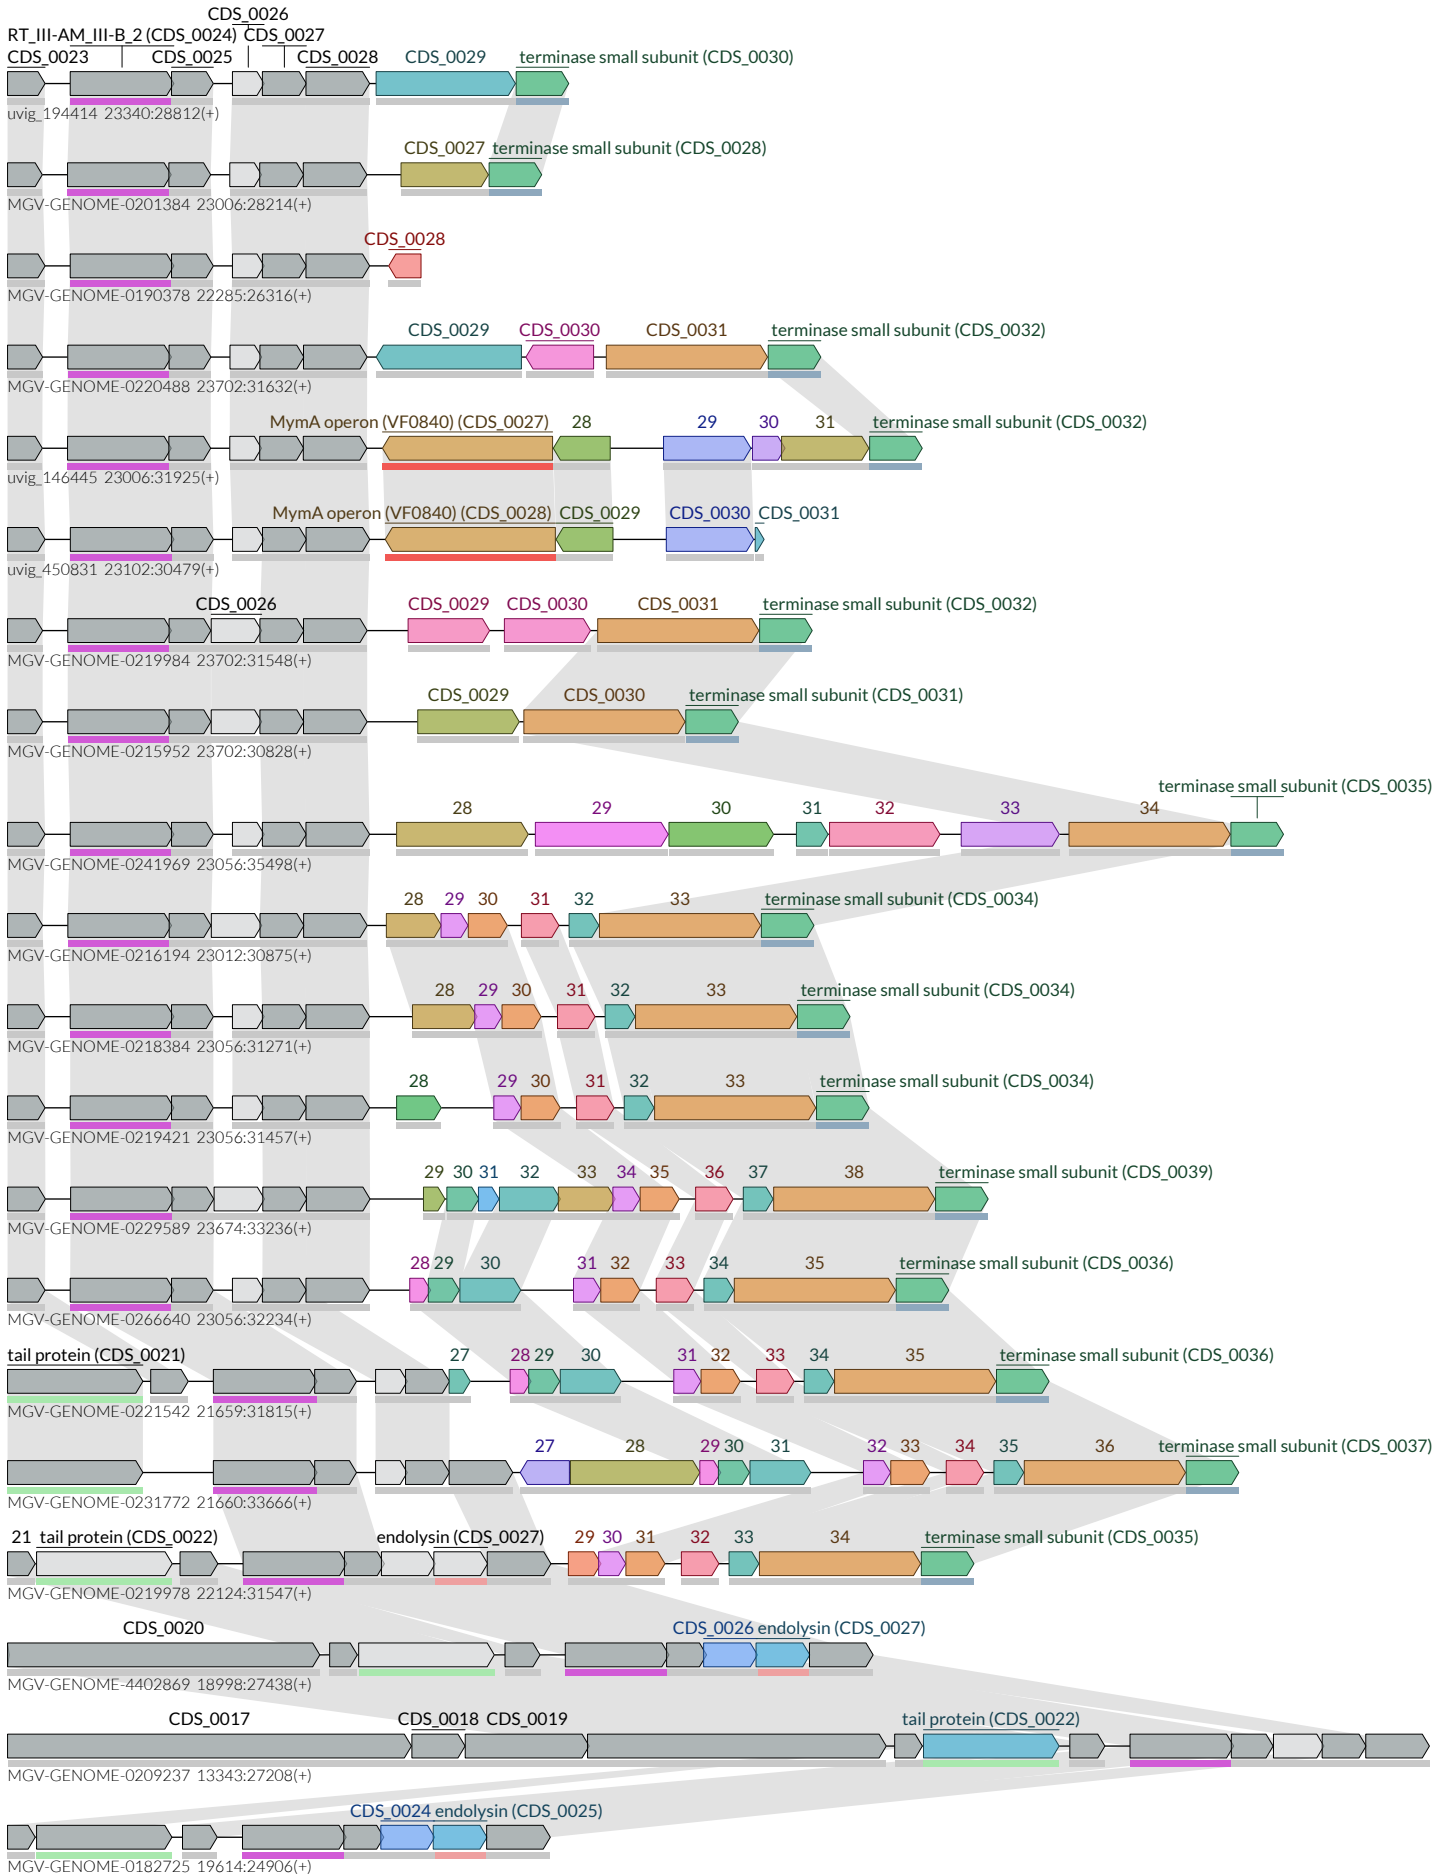 CDS_0026
RT_III-AM_III-B_2 (CDS_0024) CDS_0027
CDS_0023 CDS_0025 CDS_0028 CDS_0029 terminase small subunit (CDS_0030)
uvig_194414 23340:28812(+)
CDS_0027 terminase small subunit (CDS_0028)
MGV-GENOME-0201384 23006:28214(+)
CDS_0028
MGV-GENOME-0190378 22285:26316(+)
CDS_0029 CDS_0030 CDS_0031 terminase small subunit (CDS_0032)
MGV-GENOME-0220488 23702:31632(+)
MymA operon (VF0840) (CDS_0027) 28 29 30 31 terminase small subunit (CDS_0032)
uvig_146445 23006:31925(+)
MymA operon (VF0840) (CDS_0028) CDS_0029 CDS_0030 CDS_0031
uvig_450831 23102:30479(+)
CDS_0026 CDS_0029 CDS_0030 CDS_0031 terminase small subunit (CDS_0032)
MGV-GENOME-0219984 23702:31548(+)
CDS_0029 CDS_0030 terminase small subunit (CDS_0031)
MGV-GENOME-0215952 23702:30828(+)
terminase small subunit (CDS_0035)
28 29 30 31 32 33 34
MGV-GENOME-0241969 23056:35498(+)
28 29 30 31 32 33 terminase small subunit (CDS_0034)
MGV-GENOME-0216194 23012:30875(+)
28 29 30 31 32 33 terminase small subunit (CDS_0034)
MGV-GENOME-0218384 23056:31271(+)
28 29 30 31 32 33 terminase small subunit (CDS_0034)
MGV-GENOME-0219421 23056:31457(+)
29 30 31 32 33 34 35 36 37 38 terminase small subunit (CDS_0039)
MGV-GENOME-0229589 23674:33236(+)
28 29 30 31 32 33 34 35 terminase small subunit (CDS_0036)
MGV-GENOME-0266640 23056:32234(+)
tail protein (CDS_0021) 27 28 29 30 31 32 33 34 35 terminase small subunit (CDS_0036)
MGV-GENOME-0221542 21659:31815(+)
27 28 29 30 31 32 33 34 35 36 terminase small subunit (CDS_0037)
MGV-GENOME-0231772 21660:33666(+)
21 tail protein (CDS_0022) endolysin (CDS_0027) 29 30 31 32 33 34 terminase small subunit (CDS_0035)
MGV-GENOME-0219978 22124:31547(+)
CDS_0020 CDS_0026 endolysin (CDS_0027)
MGV-GENOME-4402869 18998:27438(+)
CDS_0017 CDS_0018 CDS_0019 tail protein (CDS_0022)
MGV-GENOME-0209237 13343:27208(+)
CDS_0024 endolysin (CDS_0025)
MGV-GENOME-0182725 19614:24906(+)